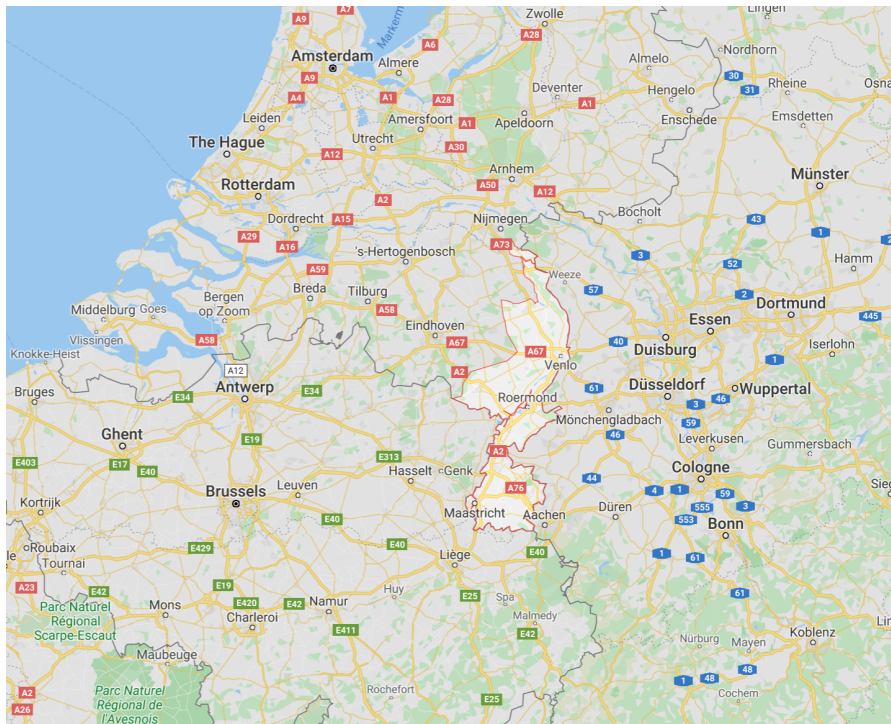 A7
A9
Zwolle
Lingen
Markerm
A28
A6
Amsterdam
Almere
Almelo
Nordhorn
A9
30
Rheine
Osna
A4
A1
A28
Deventer
A1
Hengelo
31
Leiden
Amersfoort
A1
Apeldoorn
Enschede
Emsdetten
The Hague
Utrecht
A30
A12
Arnhem
Münster
Rotterdam
A50
A12
A2
Bocholt
Dordrecht
A15
Nijmegen
43
A29
A16
A73
1
2
's-Hertogenbosch
3
52
Hamm
A59
Weeze
Breda
Tilburg
57
2
Bergen
op Zoom
Dortmund
Middelburg
Goes
A58
Essen
445
Vlissingen
A58
Eindhoven
A67
A67
40
Duisburg
Iserlohn
Knokke-Heist
Venlo
1
A12
A2
Antwerp
E34
E34
61
Düsseldorf
46
Wuppertal
Bruges
Roermond
3
Mönchengladbach
59
Ghent
E19
46
Leverkusen
Gummersbach
E403
E17
E40
E313
A2
Hasselt
Genk
44
Cologne
Brussels
Leuven
A76
4
1
59
Sieg
Kortrijk
Maastricht
Aachen
Düren
555
3
E40
553
Bonn
le
Roubaix
E429
E40
Liège
E40
1
61
Tournai
E19
Huy
E25
Spa
61
A23
E42
E420
E42
Namur
Parc Naturel
Régional
Scarpe-Escaut
Mons
Charleroi
E411
Malmedy
E42
Nürburg
Mayen
Koblenz
Lin
Maubeuge
48
A2
A26
Parc Naturel
Régional de
l'Avesnois
Rochefort
E25
1
48
Cochem